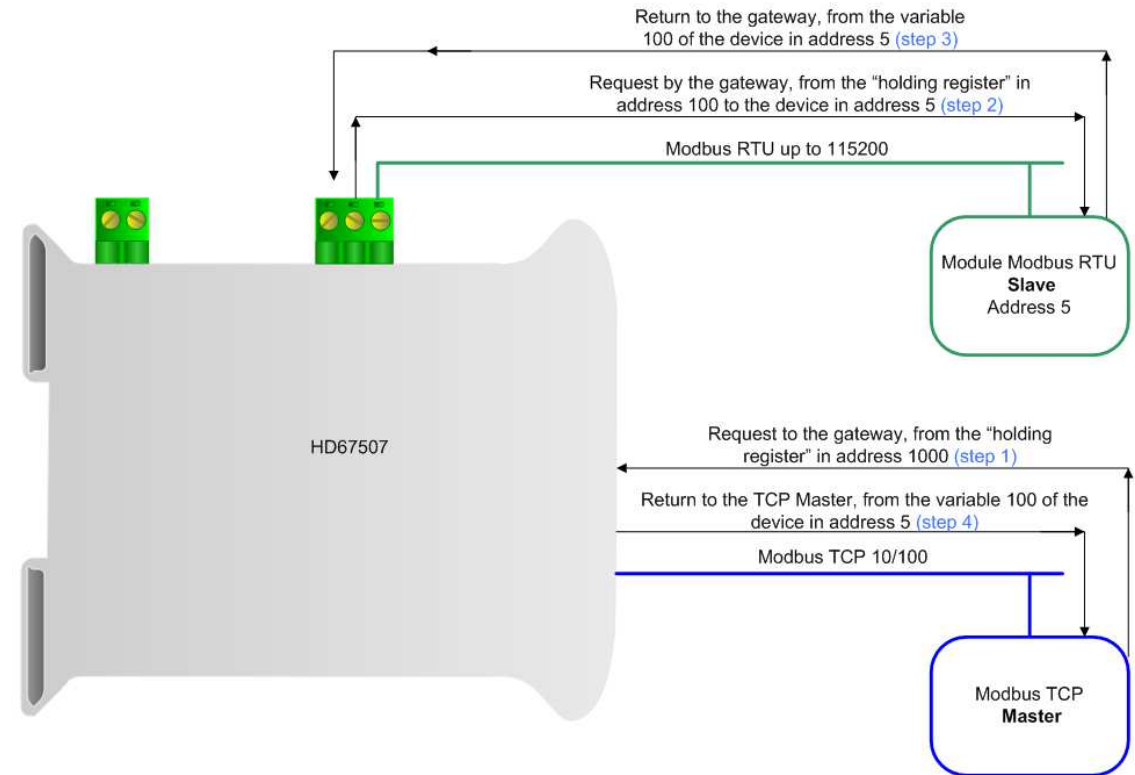 Return to the gateway, from the variable
100 of the device in address 5 (step 3)
Request by the gateway, from the “holding register” in
address 100 to the device in address 5 (step 2)
Modbus RTU up to 115200
Module Modbus RTU
Slave
Address 5
HD67507
Request to the gateway, from the “holding
register” in address 1000 (step 1)
Return to the TCP Master, from the variable 100 of the
device in address 5 (step 4)
Modbus TCP 10/100
Modbus TCP
Master